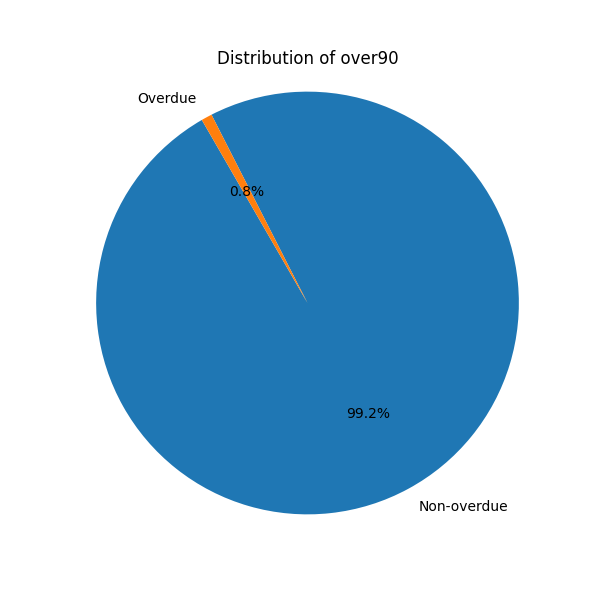 Distribution of over90
Overdue
0.8%
99.2%
Non-overdue